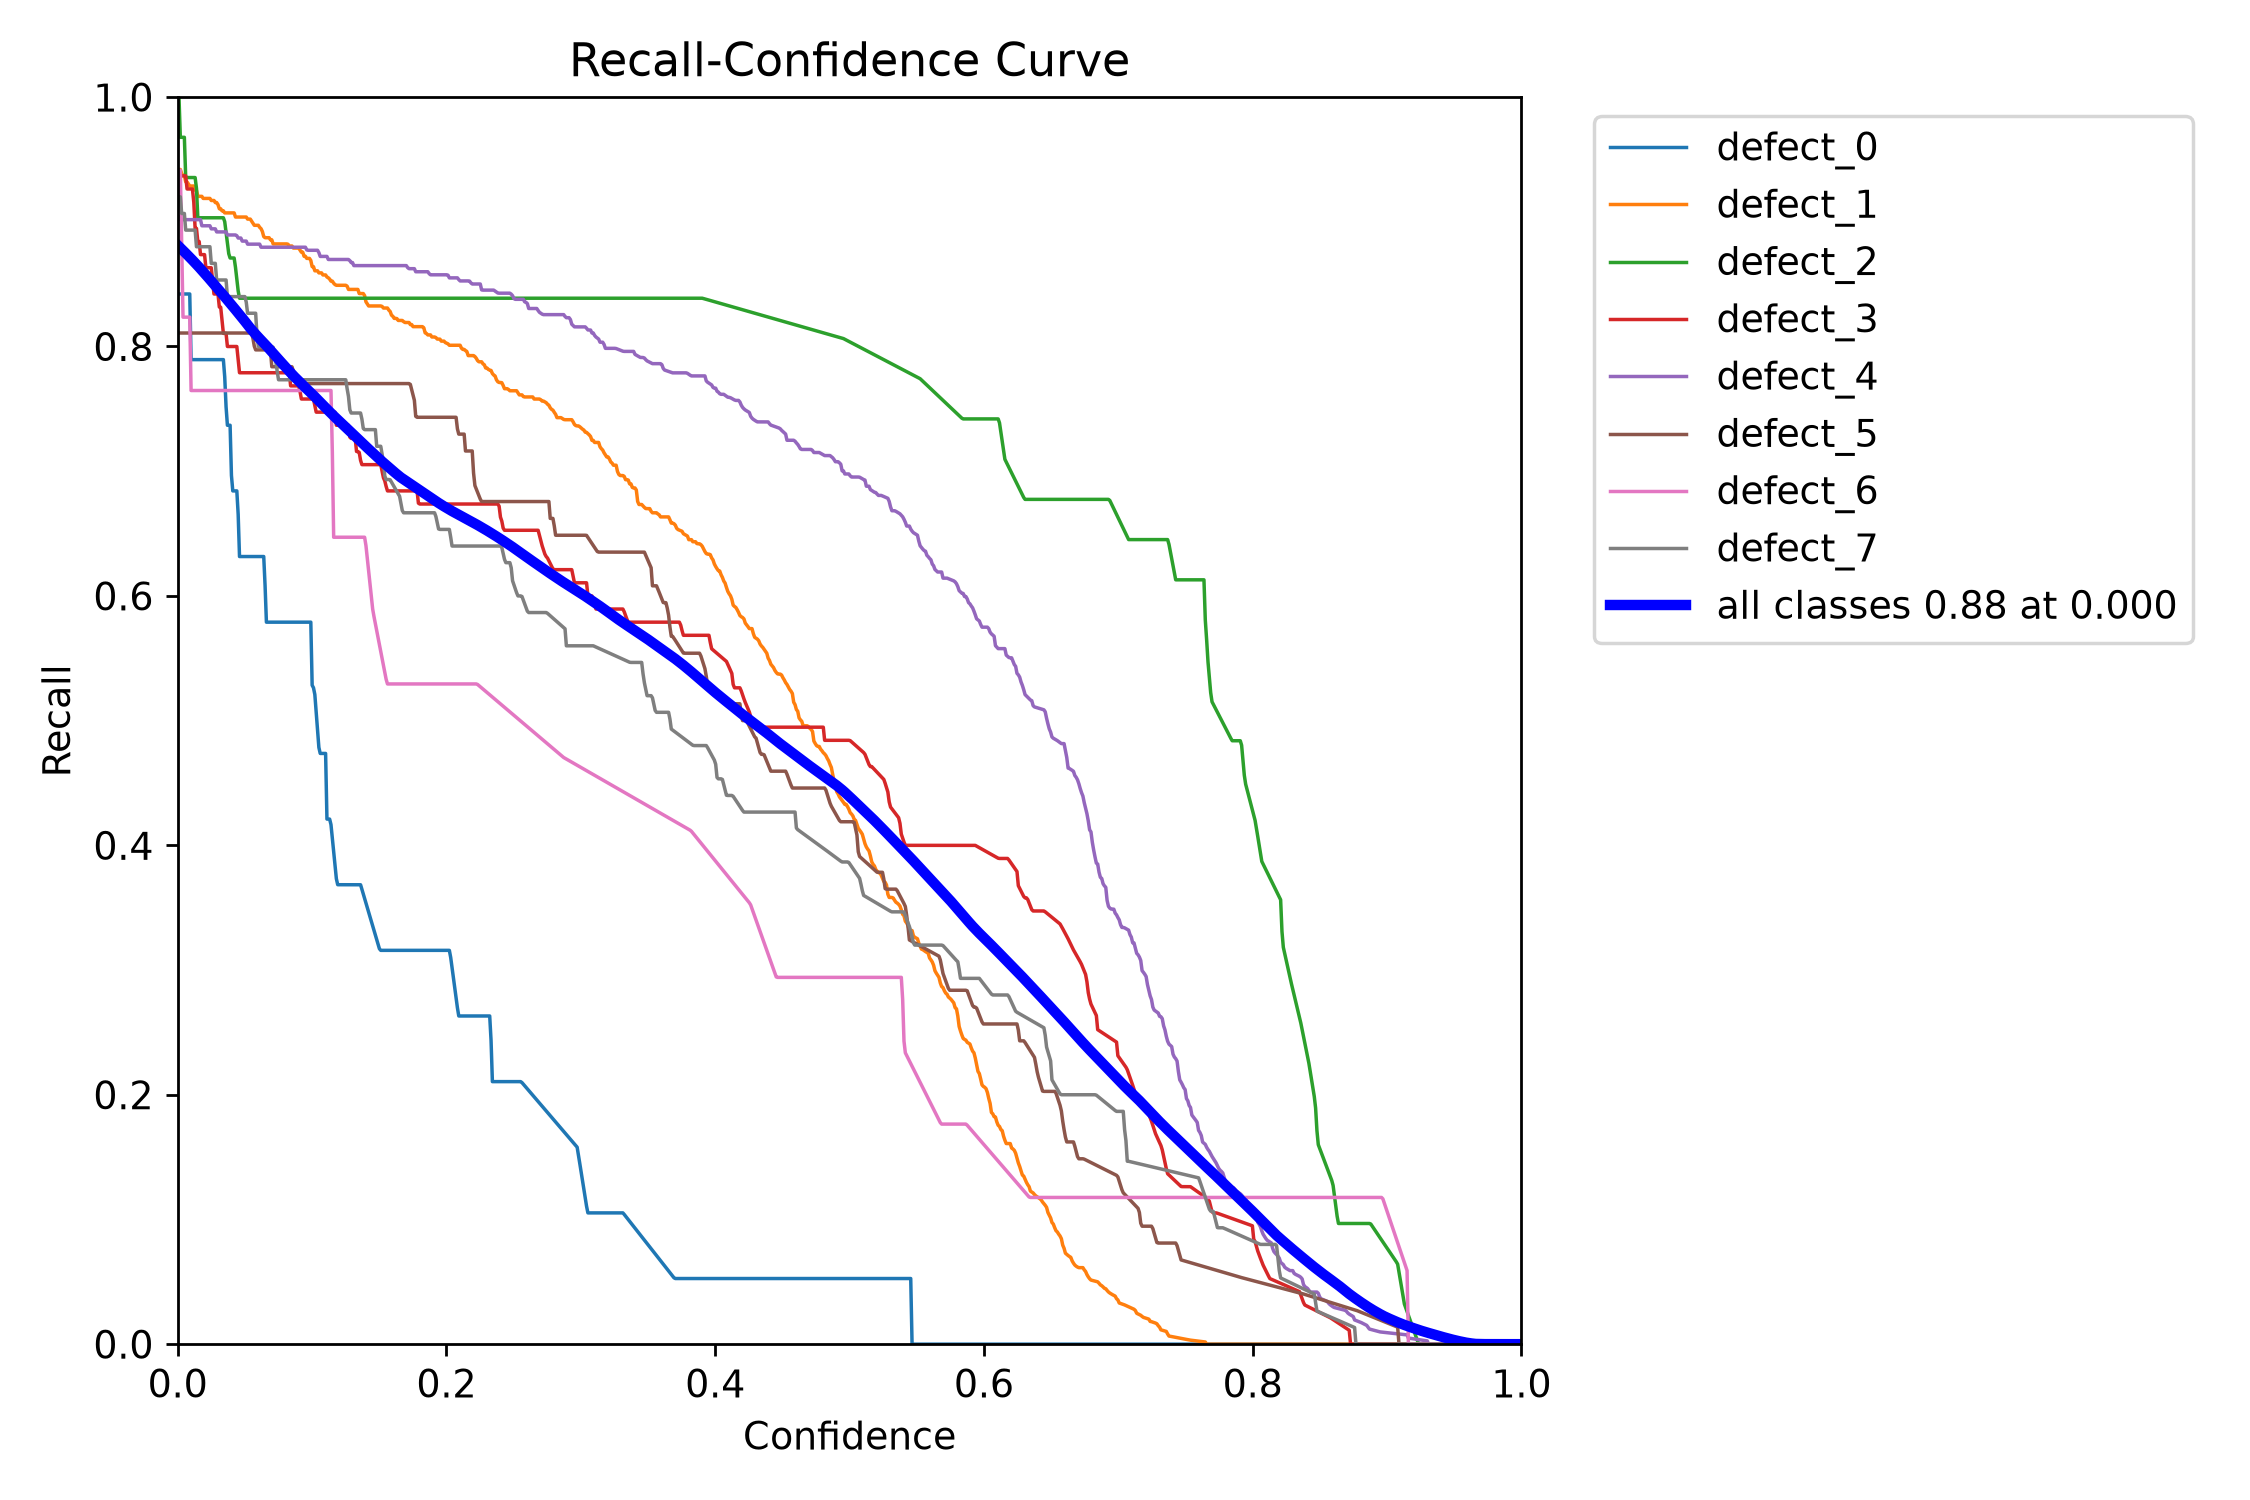 Recall-Confidence Curve
1.0
0.8
0.6
0.4
0.2
0.0
Recall
0.0 0.2 0.4 0.6 0.8 1.0
Confidence
defect_0
defect_1
defect_2
defect_3
defect_4
defect_5
defect_6
defect_7
all classes 0.88 at 0.000